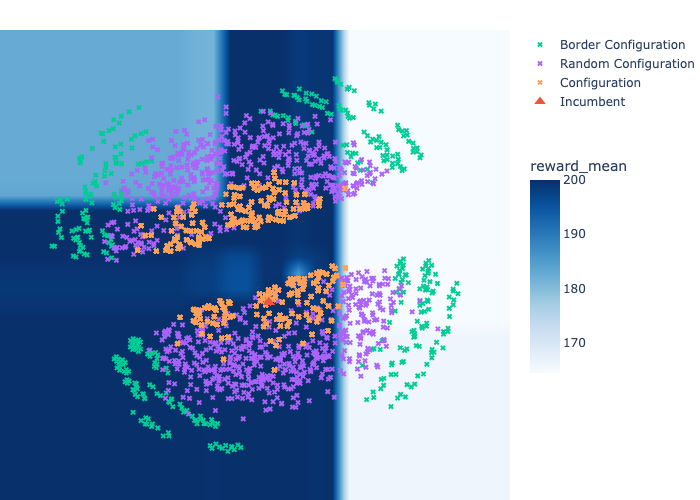 Border Configuration
Random Configuration
Configuration
Incumbent
reward_mean
200
190
180
170